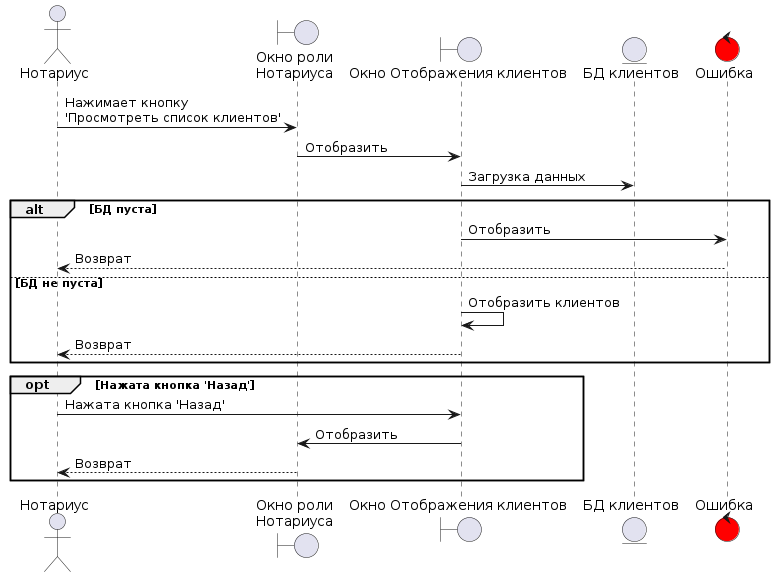 Нотариус
Окно роли
Нотариуса
Окно Отображения клиентов
БД клиентов
Ошибка
Нажимает кнопку
'Просмотреть список клиентов'
Отобразить
Загрузка данных
alt
[БД пуста]
Отобразить
Возврат
[БД не пуста]
Отобразить клиентов
Возврат
opt
[Нажата кнопка 'Назад']
Нажата кнопка 'Назад'
Отобразить
Возврат
Нотариус
Окно роли
Нотариуса
Окно Отображения клиентов
БД клиентов
Ошибка